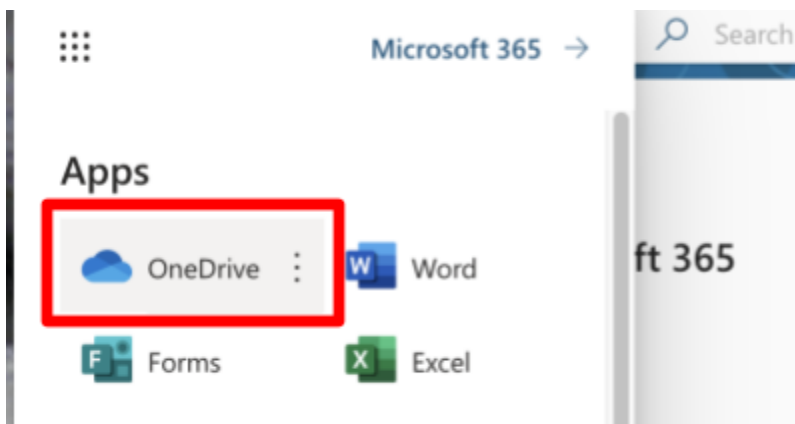 Microsoft 365 →
Search
Apps
OneDrive
W Word
ft 365
F Forms
X Excel